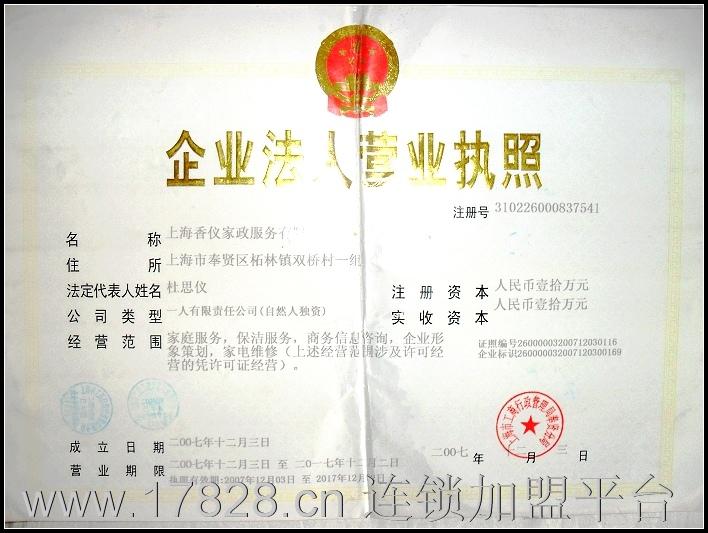 企业法人营业执照
注册号 310226000837541
名称 上海香仪家政服务
住所 上海市奉贤区柘林镇双桥村一组
法定代表人姓名 杜思仪
注册资本 人民币壹拾万元
公司类型 一人有限责任公司(自然人独资)
实收资本 人民币壹拾万元
经营范围 家庭服务，保洁服务，商务信息咨询，企业形
象策划，家电维修（上述经营范围涉及许可经
营的凭许可证经营）。
证照编号26000003200712030116
企业标识26000003200712030169
上海市工商行政管理局奉贤分局
成立日期 二00七年十二月三日
二00七 年 月 三 日
营业期限 二00七年十二月三日 至 二0一七年十二月二日
执照有效期:2007年12月03日 至 2017年12月
www.17828.cn 连锁加盟平台